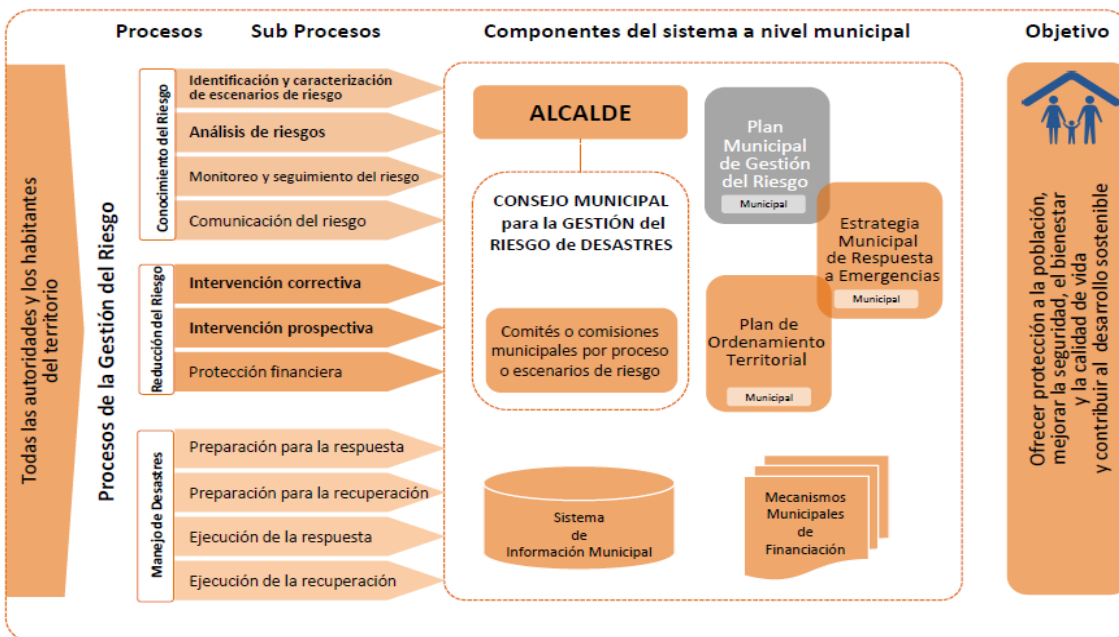 Procesos
Sub Procesos
Componentes del sistema a nivel municipal
Objetivo
Todas las autoridades y los habitantes
del territorio
Procesos de la Gestión del Riesgo
Conocimiento del Riesgo
Identificación y caracterización
de escenarios de riesgo
Análisis de riesgos
Monitoreo y seguimiento del riesgo
Comunicación del riesgo
Reducción del Riesgo
Intervención correctiva
Intervención prospectiva
Protección financiera
Manejo de Desastres
Preparación para la respuesta
Preparación para la recuperación
Ejecución de la respuesta
Ejecución de la recuperación
ALCALDE
CONSEJO MUNICIPAL
para la GESTIÓN del
RIESGO de DESASTRES
Comités o comisiones
municipales por proceso
o escenarios de riesgo
Plan
Municipal
de Gestión
del Riesgo
Municipal
Estrategia
Municipal
de Respuesta
a Emergencias
Municipal
Plan de
Ordenamiento
Territorial
Municipal
Sistema
de
Información Municipal
Mecanismos
Municipales
de
Financiación
Ofrecer protección a la población,
mejorar la seguridad, el bienestar
y la calidad de vida
y contribuir al desarrollo sostenible